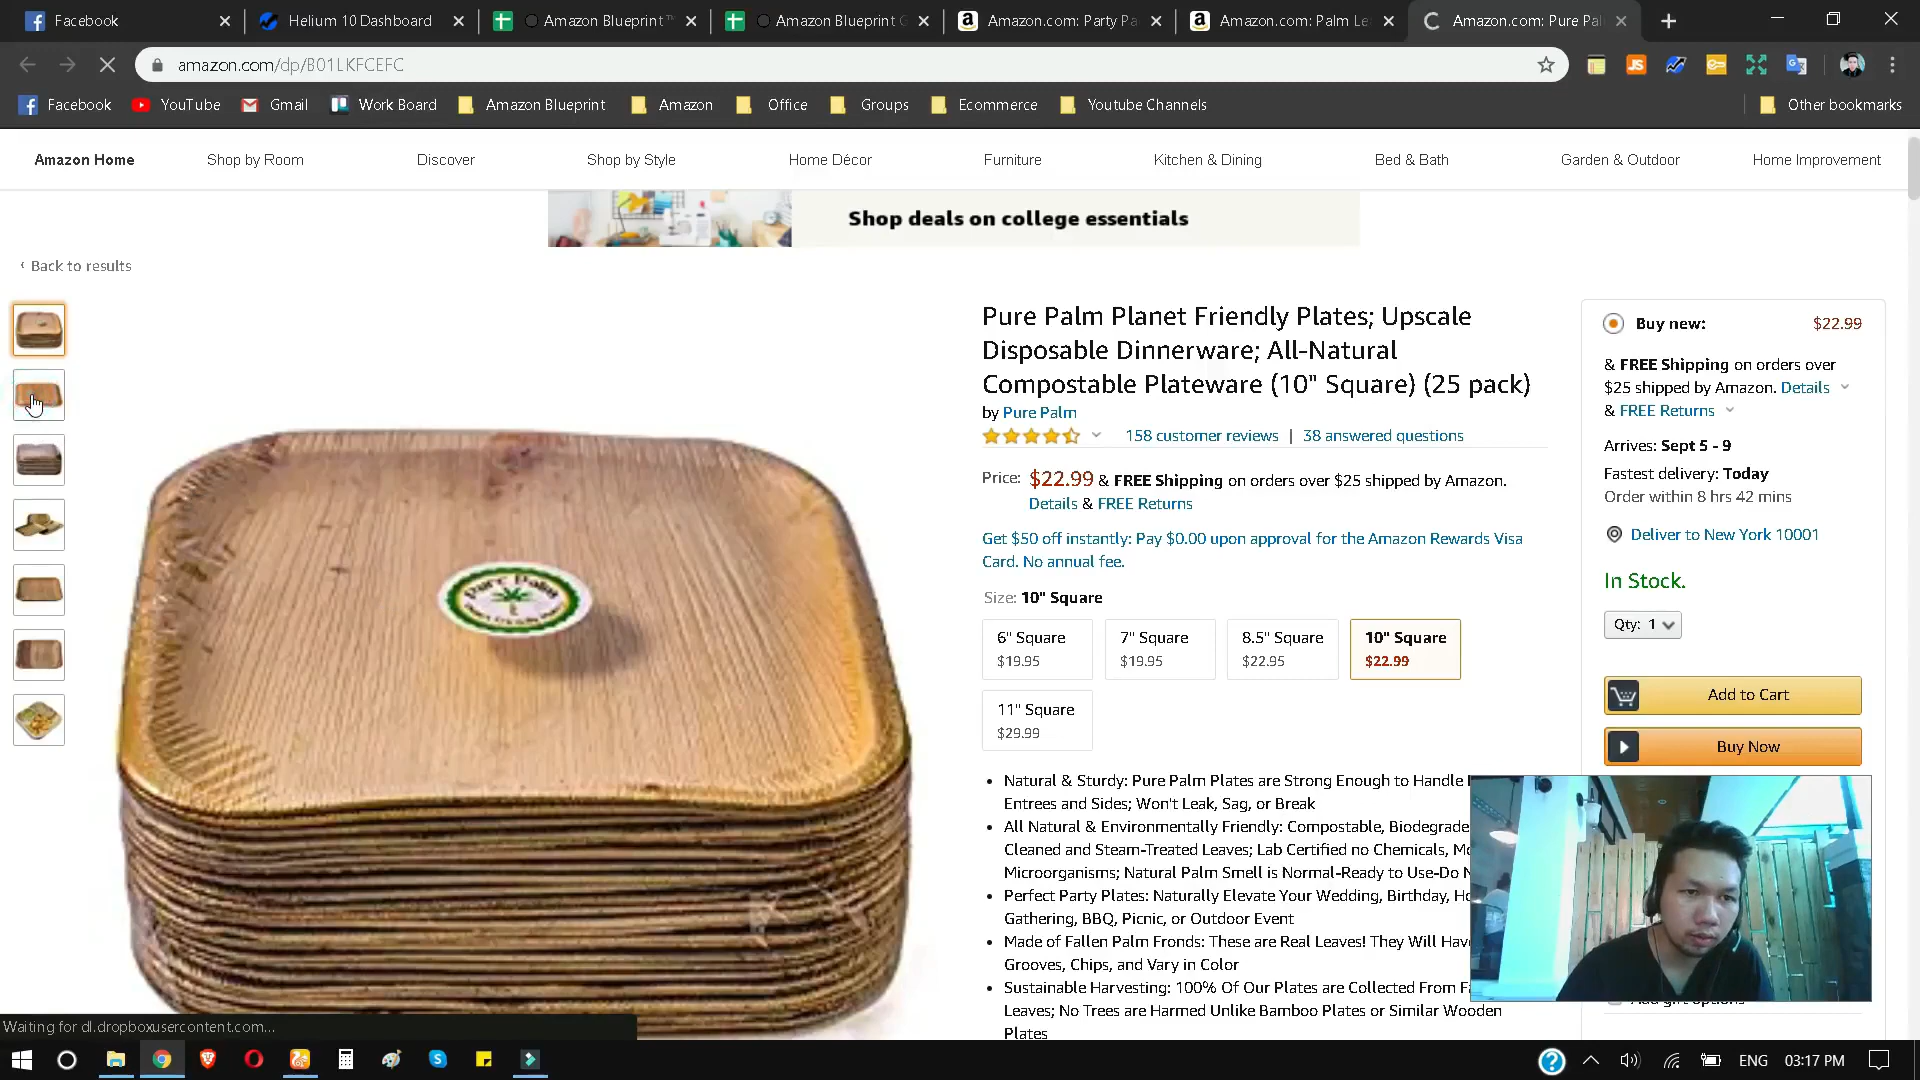 Facebook
Helium 10 Dashboard
Amazon Blueprint™
Amazon Blueprint
Amazon.com: Party Pa
Amazon.com: Palm Le
Amazon.com: Pure Pal
amazon.com/dp/B01LKFCEFC
Facebook
YouTube
Gmail
Work Board
Amazon Blueprint
Amazon
Office
Groups
Ecommerce
Youtube Channels
Other bookmarks
Amazon Home
Shop by Room
Discover
Shop by Style
Home Décor
Furniture
Kitchen & Dining
Bed & Bath
Garden & Outdoor
Home Improvement
Shop deals on college essentials
‹ Back to results
Pure Palm
Pure Palm Planet Friendly Plates; Upscale
Disposable Dinnerware; All-Natural
Compostable Plateware (10" Square) (25 pack)
by Pure Palm
158 customer reviews | 38 answered questions
Price: $22.99 & FREE Shipping on orders over $25 shipped by Amazon.
Details & FREE Returns
Get $50 off instantly: Pay $0.00 upon approval for the Amazon Rewards Visa
Card. No annual fee.
Size: 10" Square
6" Square
$19.95
7" Square
$19.95
8.5" Square
$22.95
10" Square
$22.99
11" Square
$29.99
• Natural & Sturdy: Pure Palm Plates are Strong Enough to Handle
Entrees and Sides; Won't Leak, Sag, or Break
• All Natural & Environmentally Friendly: Compostable, Biodegrade
Cleaned and Steam-Treated Leaves; Lab Certified no Chemicals,
Microorganisms; Natural Palm Smell is Normal-Ready to Use-Do
• Perfect Party Plates: Naturally Elevate Your Wedding, Birthday,
Gathering, BBQ, Picnic, or Outdoor Event
• Made of Fallen Palm Fronds: These are Real Leaves! They Will
Grooves, Chips, and Vary in Color
• Sustainable Harvesting: 100% Of Our Plates are Collected From
Leaves; No Trees are Harmed Unlike Bamboo Plates or Similar Wooden
Plates
Buy new: $22.99
& FREE Shipping on orders over
$25 shipped by Amazon. Details
& FREE Returns
Arrives: Sept 5 - 9
Fastest delivery: Today
Order within 8 hrs 42 mins
Deliver to New York 10001
In Stock.
Qty: 1
Add to Cart
Buy Now
Waiting for dl.dropboxusercontent.com...
ENG
03:17 PM